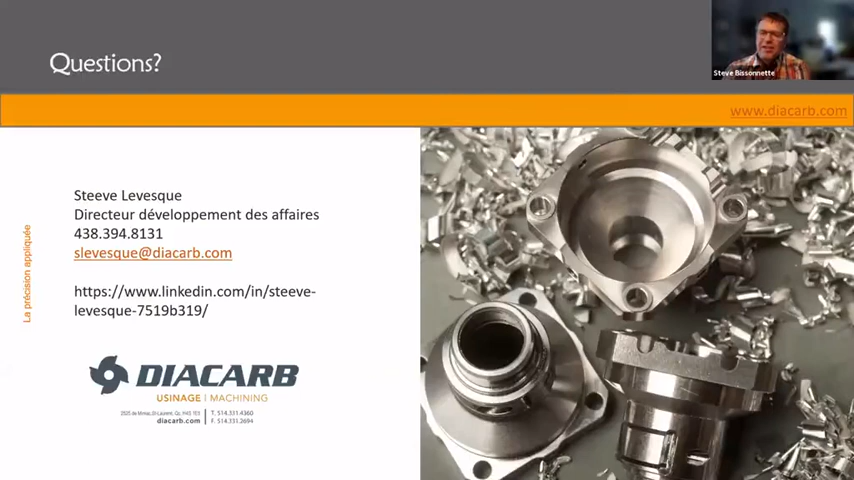 Questions?
Steve Bissonnette
www.diacarb.com
La précision appliquée
Steeve Levesque
Directeur développement des affaires
438.394.8131
slevesque@diacarb.com
https://www.linkedin.com/in/steeve-
levesque-7519b319/
DIACARB
USINAGE | MACHINING
T. 514.331.4360
diacarb.com
F. 514.331.2694